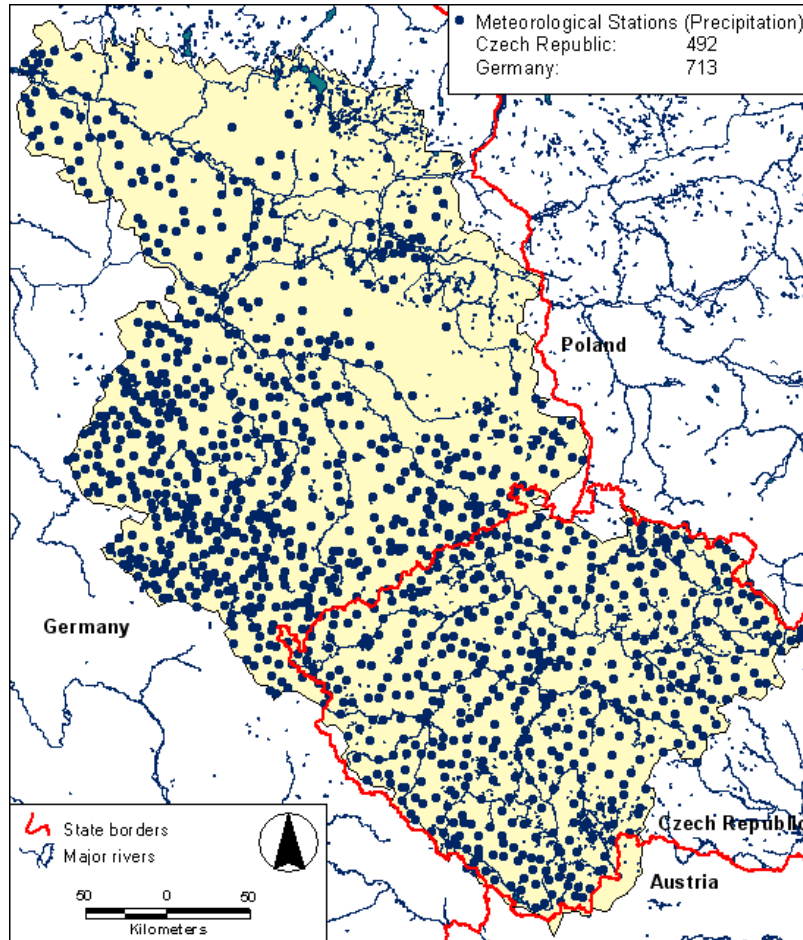 Meteorological Stations (Precipitation)
Czech Republic: 492
Germany: 713
Poland
Germany
Czech Republic
Austria
State borders
Major rivers
50 0 50
Kilometers